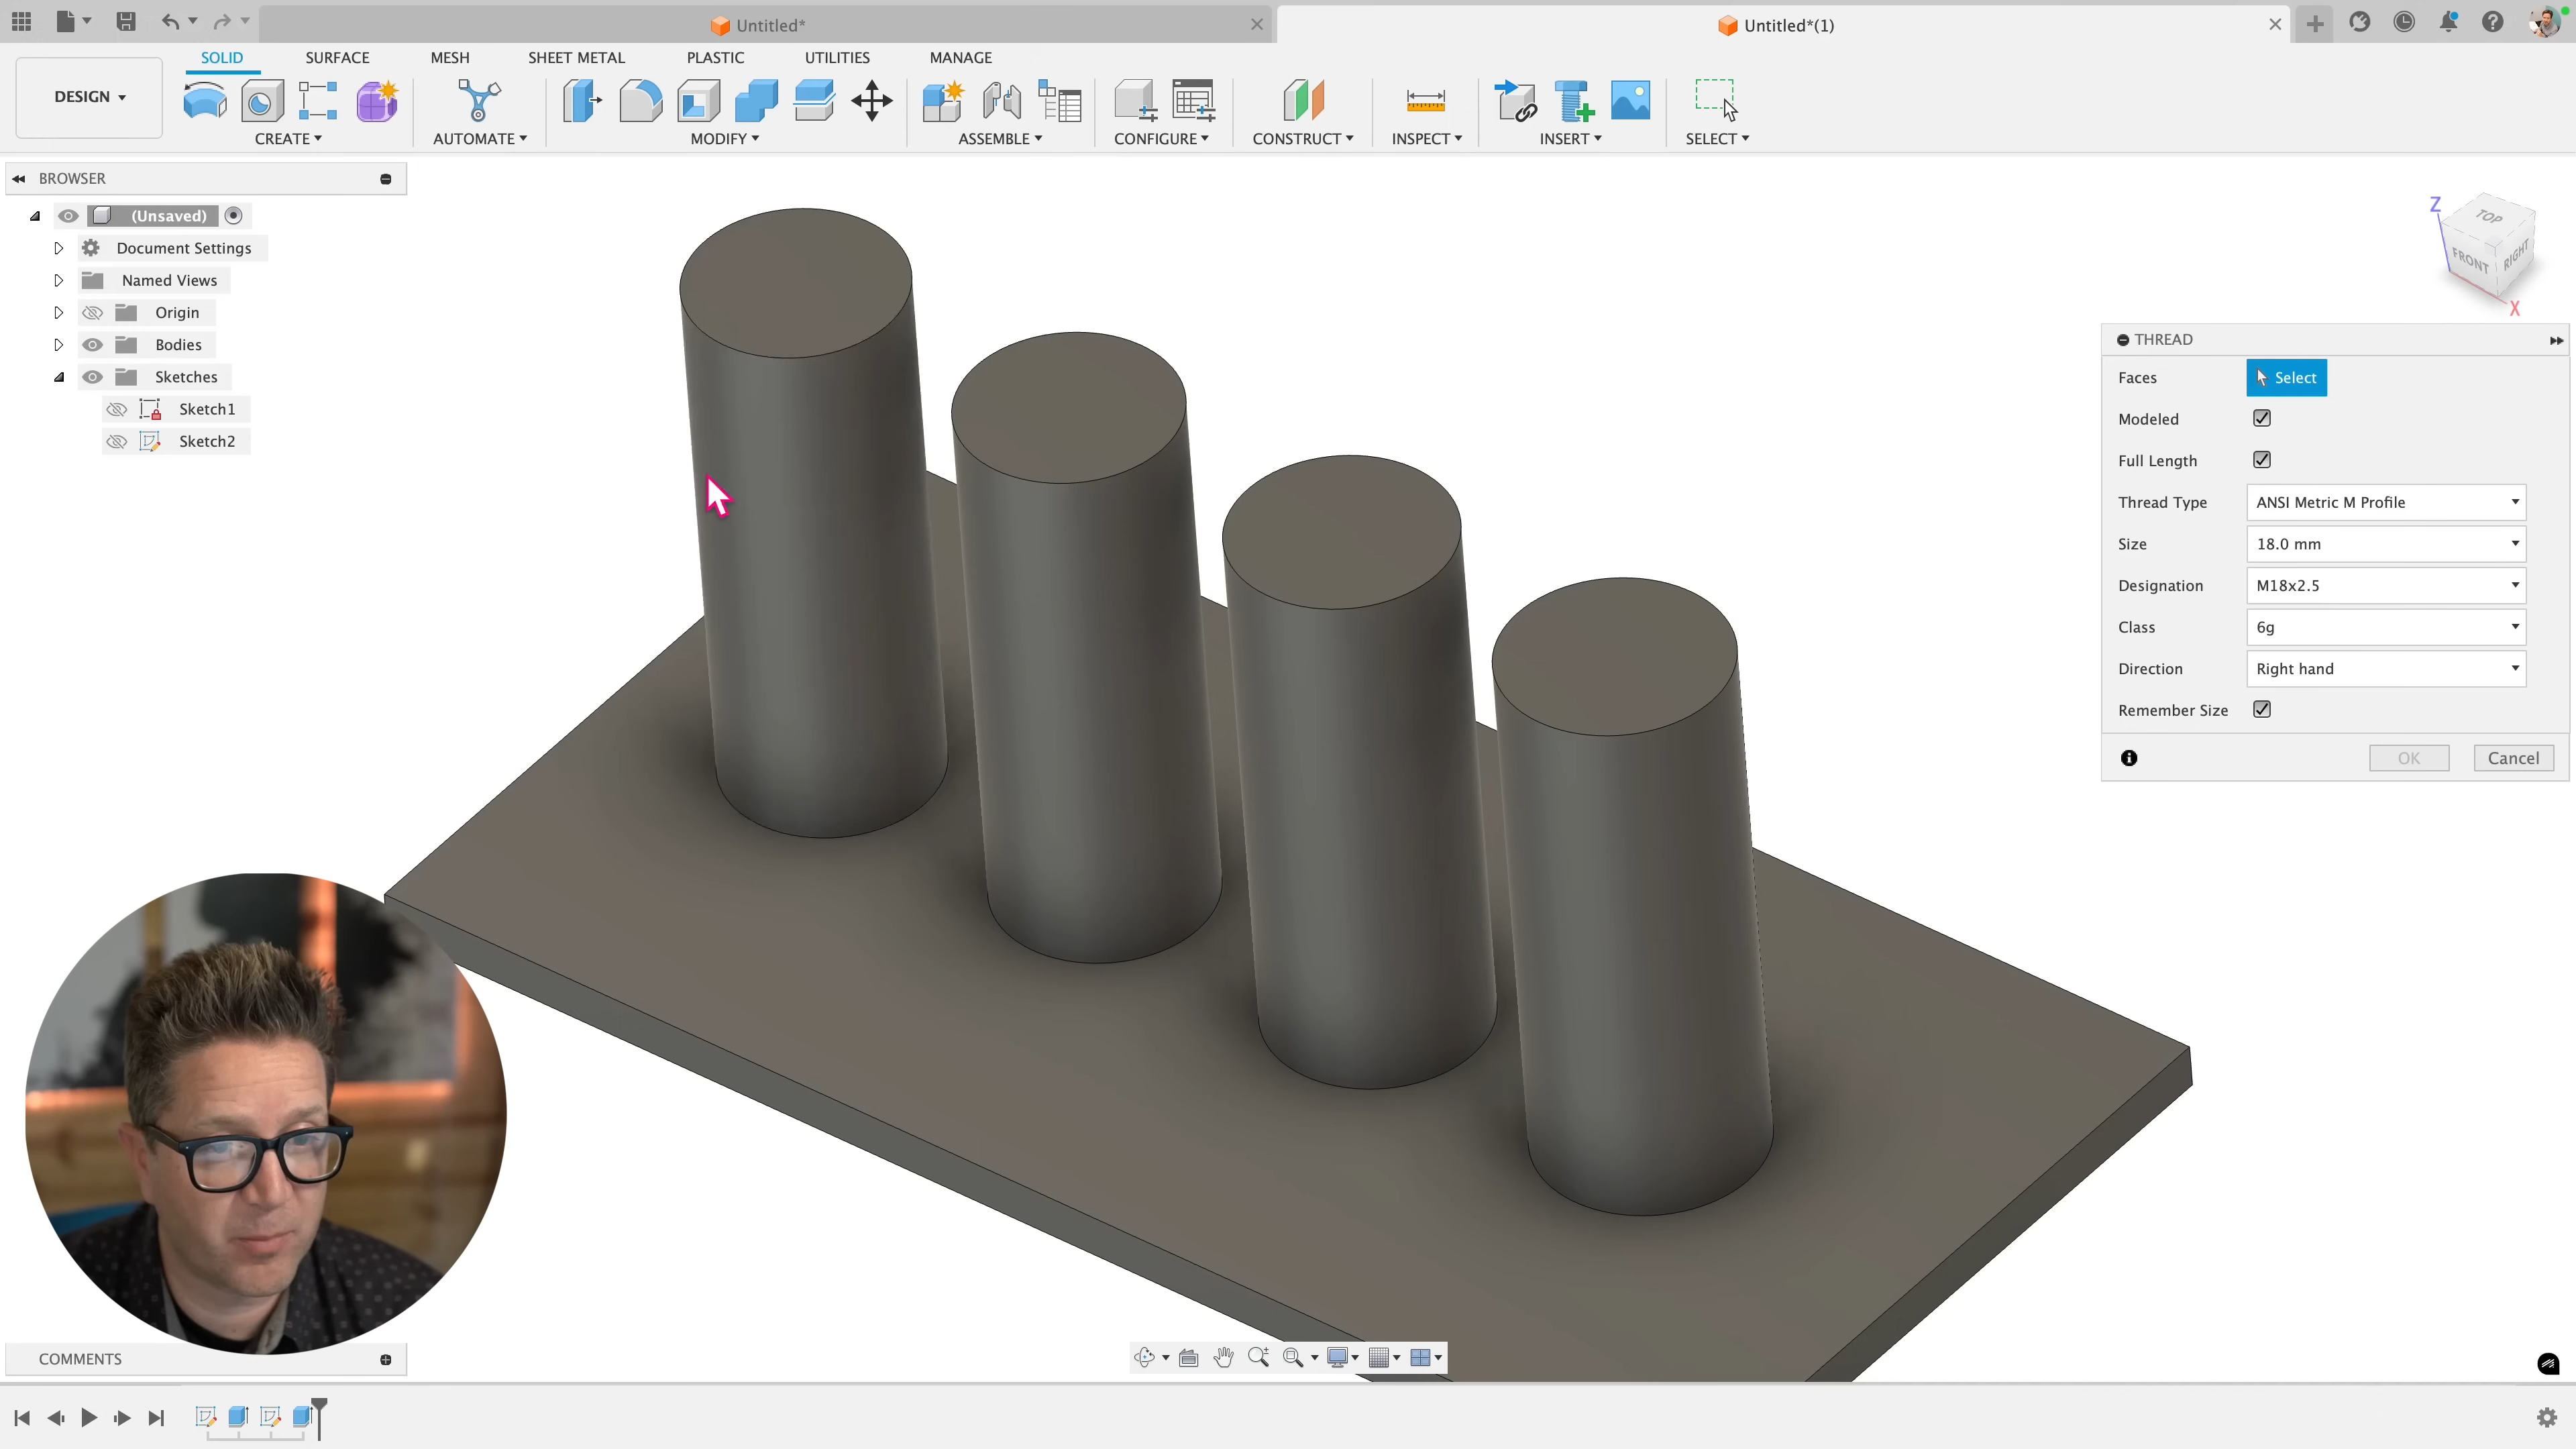 Untitled*
Untitled*(1)
SOLID
SURFACE
MESH
SHEET METAL
PLASTIC
UTILITIES
MANAGE
DESIGN
CREATE
AUTOMATE
MODIFY
ASSEMBLE
CONFIGURE
CONSTRUCT
INSPECT
INSERT
SELECT
BROWSER
(Unsaved)
Document Settings
Named Views
Origin
Bodies
Sketches
Sketch1
Sketch2
Z
TOP
FRONT
RIGHT
X
THREAD
Faces
Select
Modeled
Full Length
Thread Type
ANSI Metric M Profile
Size
18.0 mm
Designation
M18x2.5
Class
6g
Direction
Right hand
Remember Size
OK
Cancel
COMMENTS